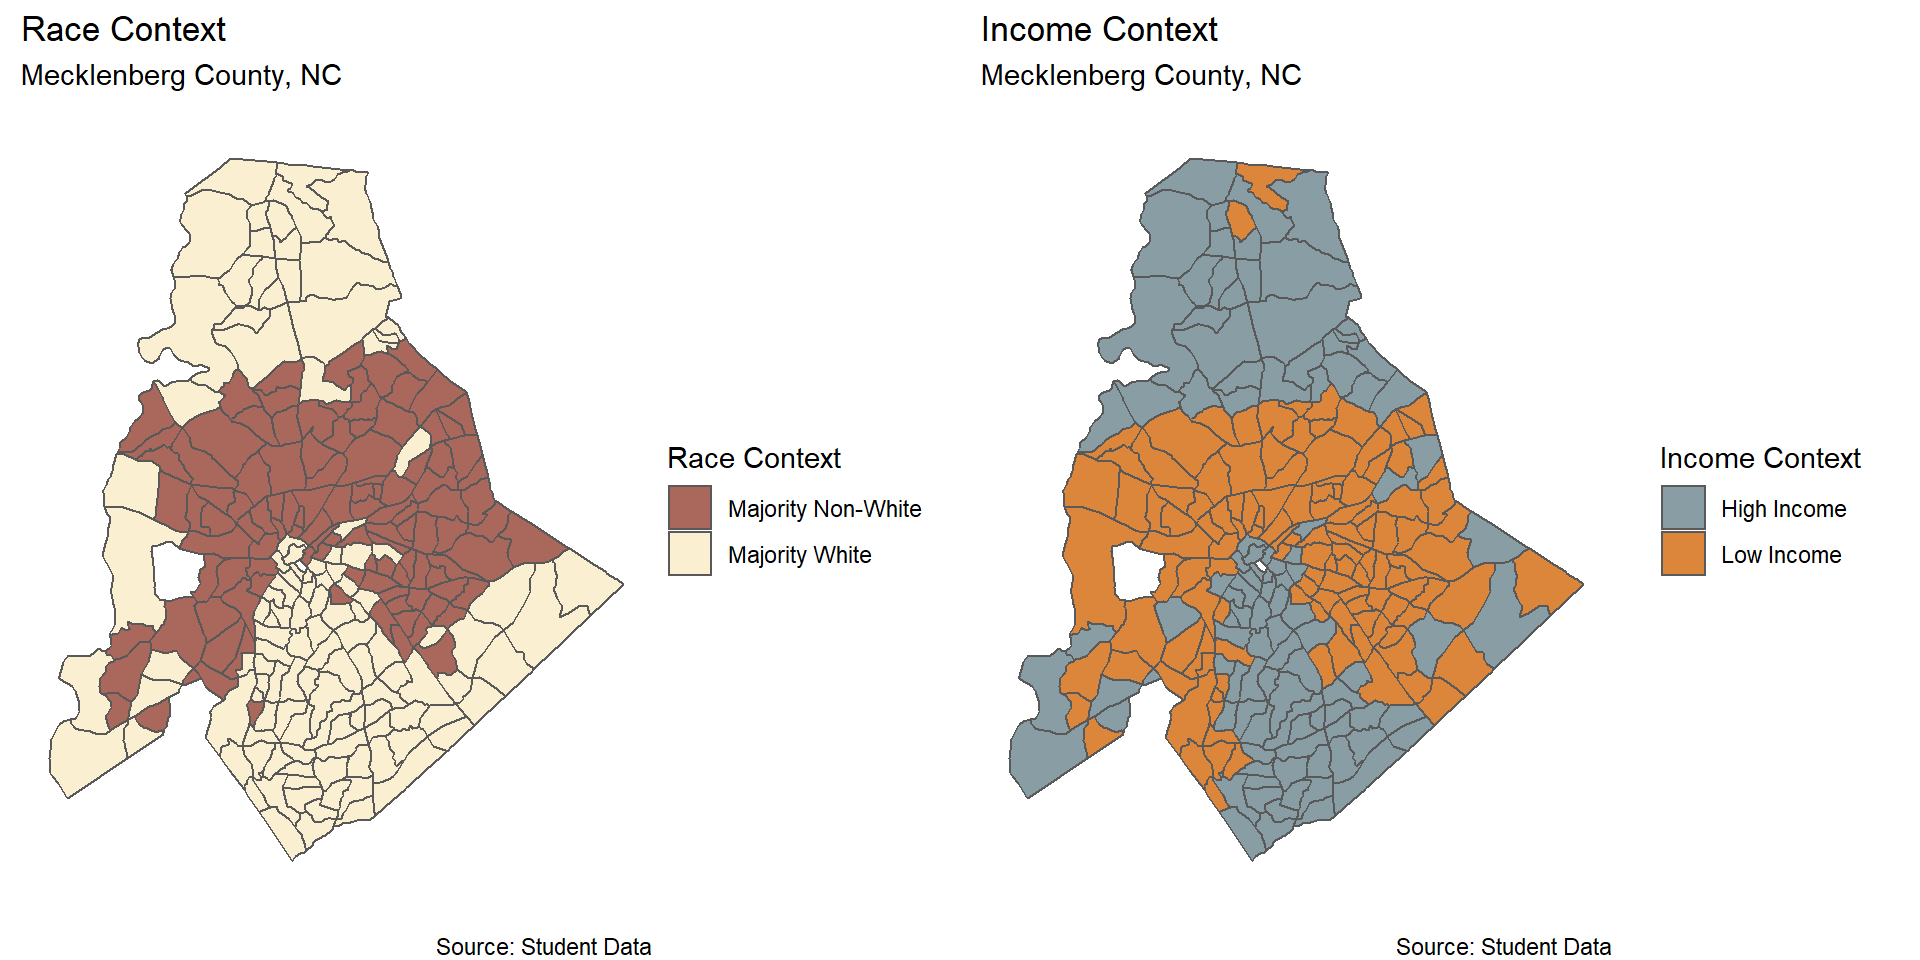 Race Context
Mecklenberg County, NC
Race Context
Majority Non-White
Majority White
Source: Student Data
Income Context
Mecklenberg County, NC
Income Context
High Income
Low Income
Source: Student Data